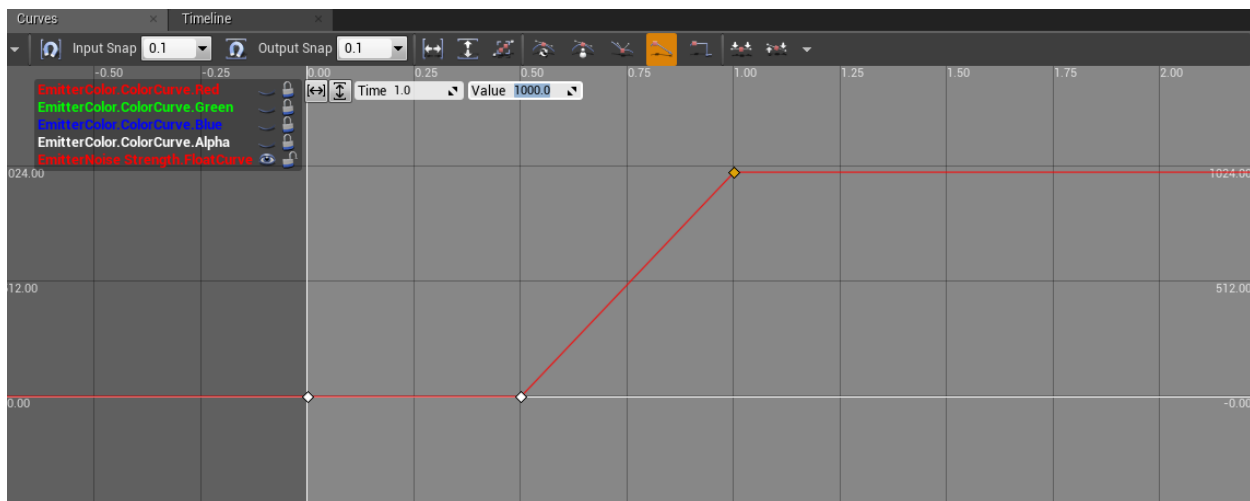 Curves × Timeline ×
Input Snap 0.1 Output Snap 0.1
-0.50 -0.25 0.00 0.25 0.50 0.75 1.00 1.25 1.50 1.75 2.00
EmitterColor.ColorCurve.Red Time 1.0 Value 1000.0
EmitterColor.ColorCurve.Green
EmitterColor.ColorCurve.Blue
EmitterColor.ColorCurve.Alpha
EmitterNoise Strength.FloatCurve
024.00 1024.00
12.00 512.00
0.00 -0.00